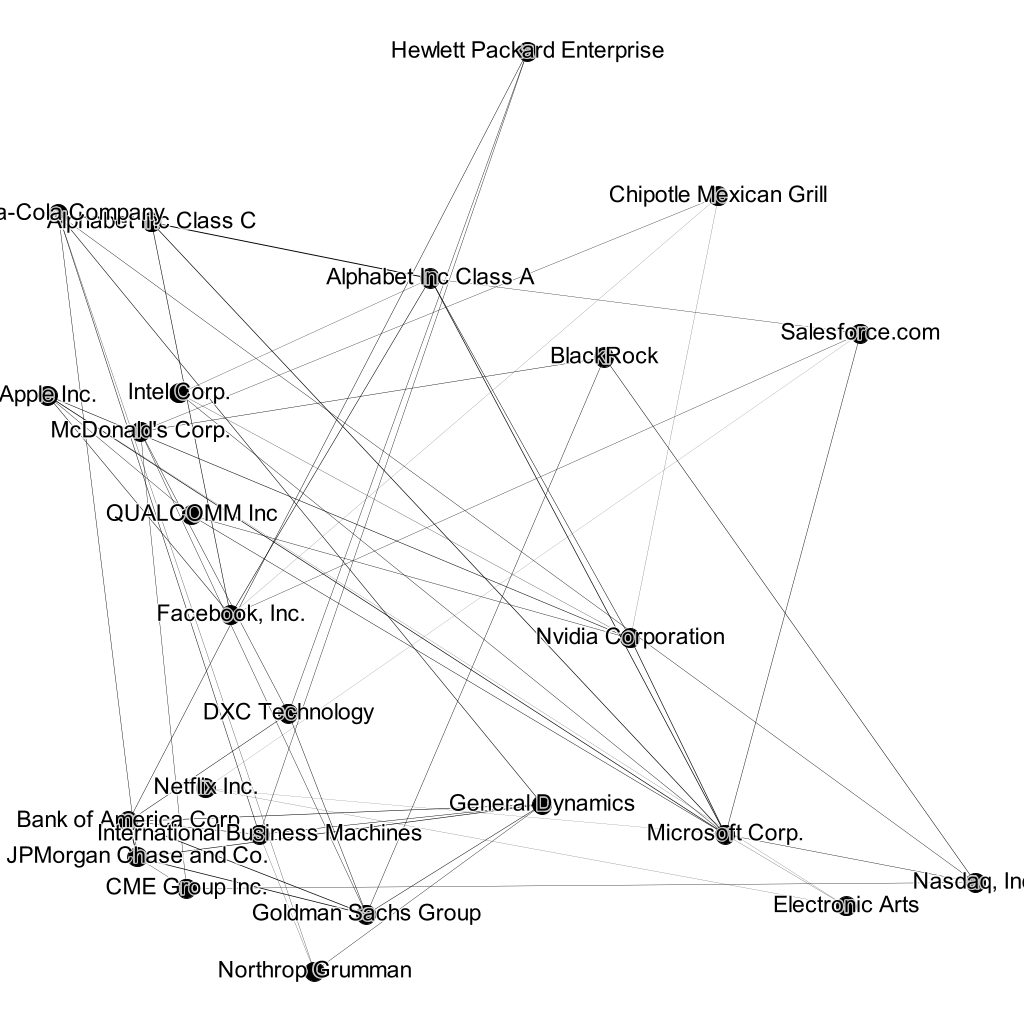 Hewlett Packard Enterprise
Chipotle Mexican Grill
a-Cola Company
Alphabet Inc Class C
Alphabet Inc Class A
Salesforce.com
BlackRock
Apple Inc.
Intel Corp.
McDonald's Corp.
QUALCOMM Inc
Facebook, Inc.
Nvidia Corporation
DXC Technology
Netflix Inc.
General Dynamics
Bank of America Corp
International Business Machines
Microsoft Corp.
JPMorgan Chase and Co.
CME Group Inc.
Nasdaq, Inc
Electronic Arts
Goldman Sachs Group
Northrop Grumman